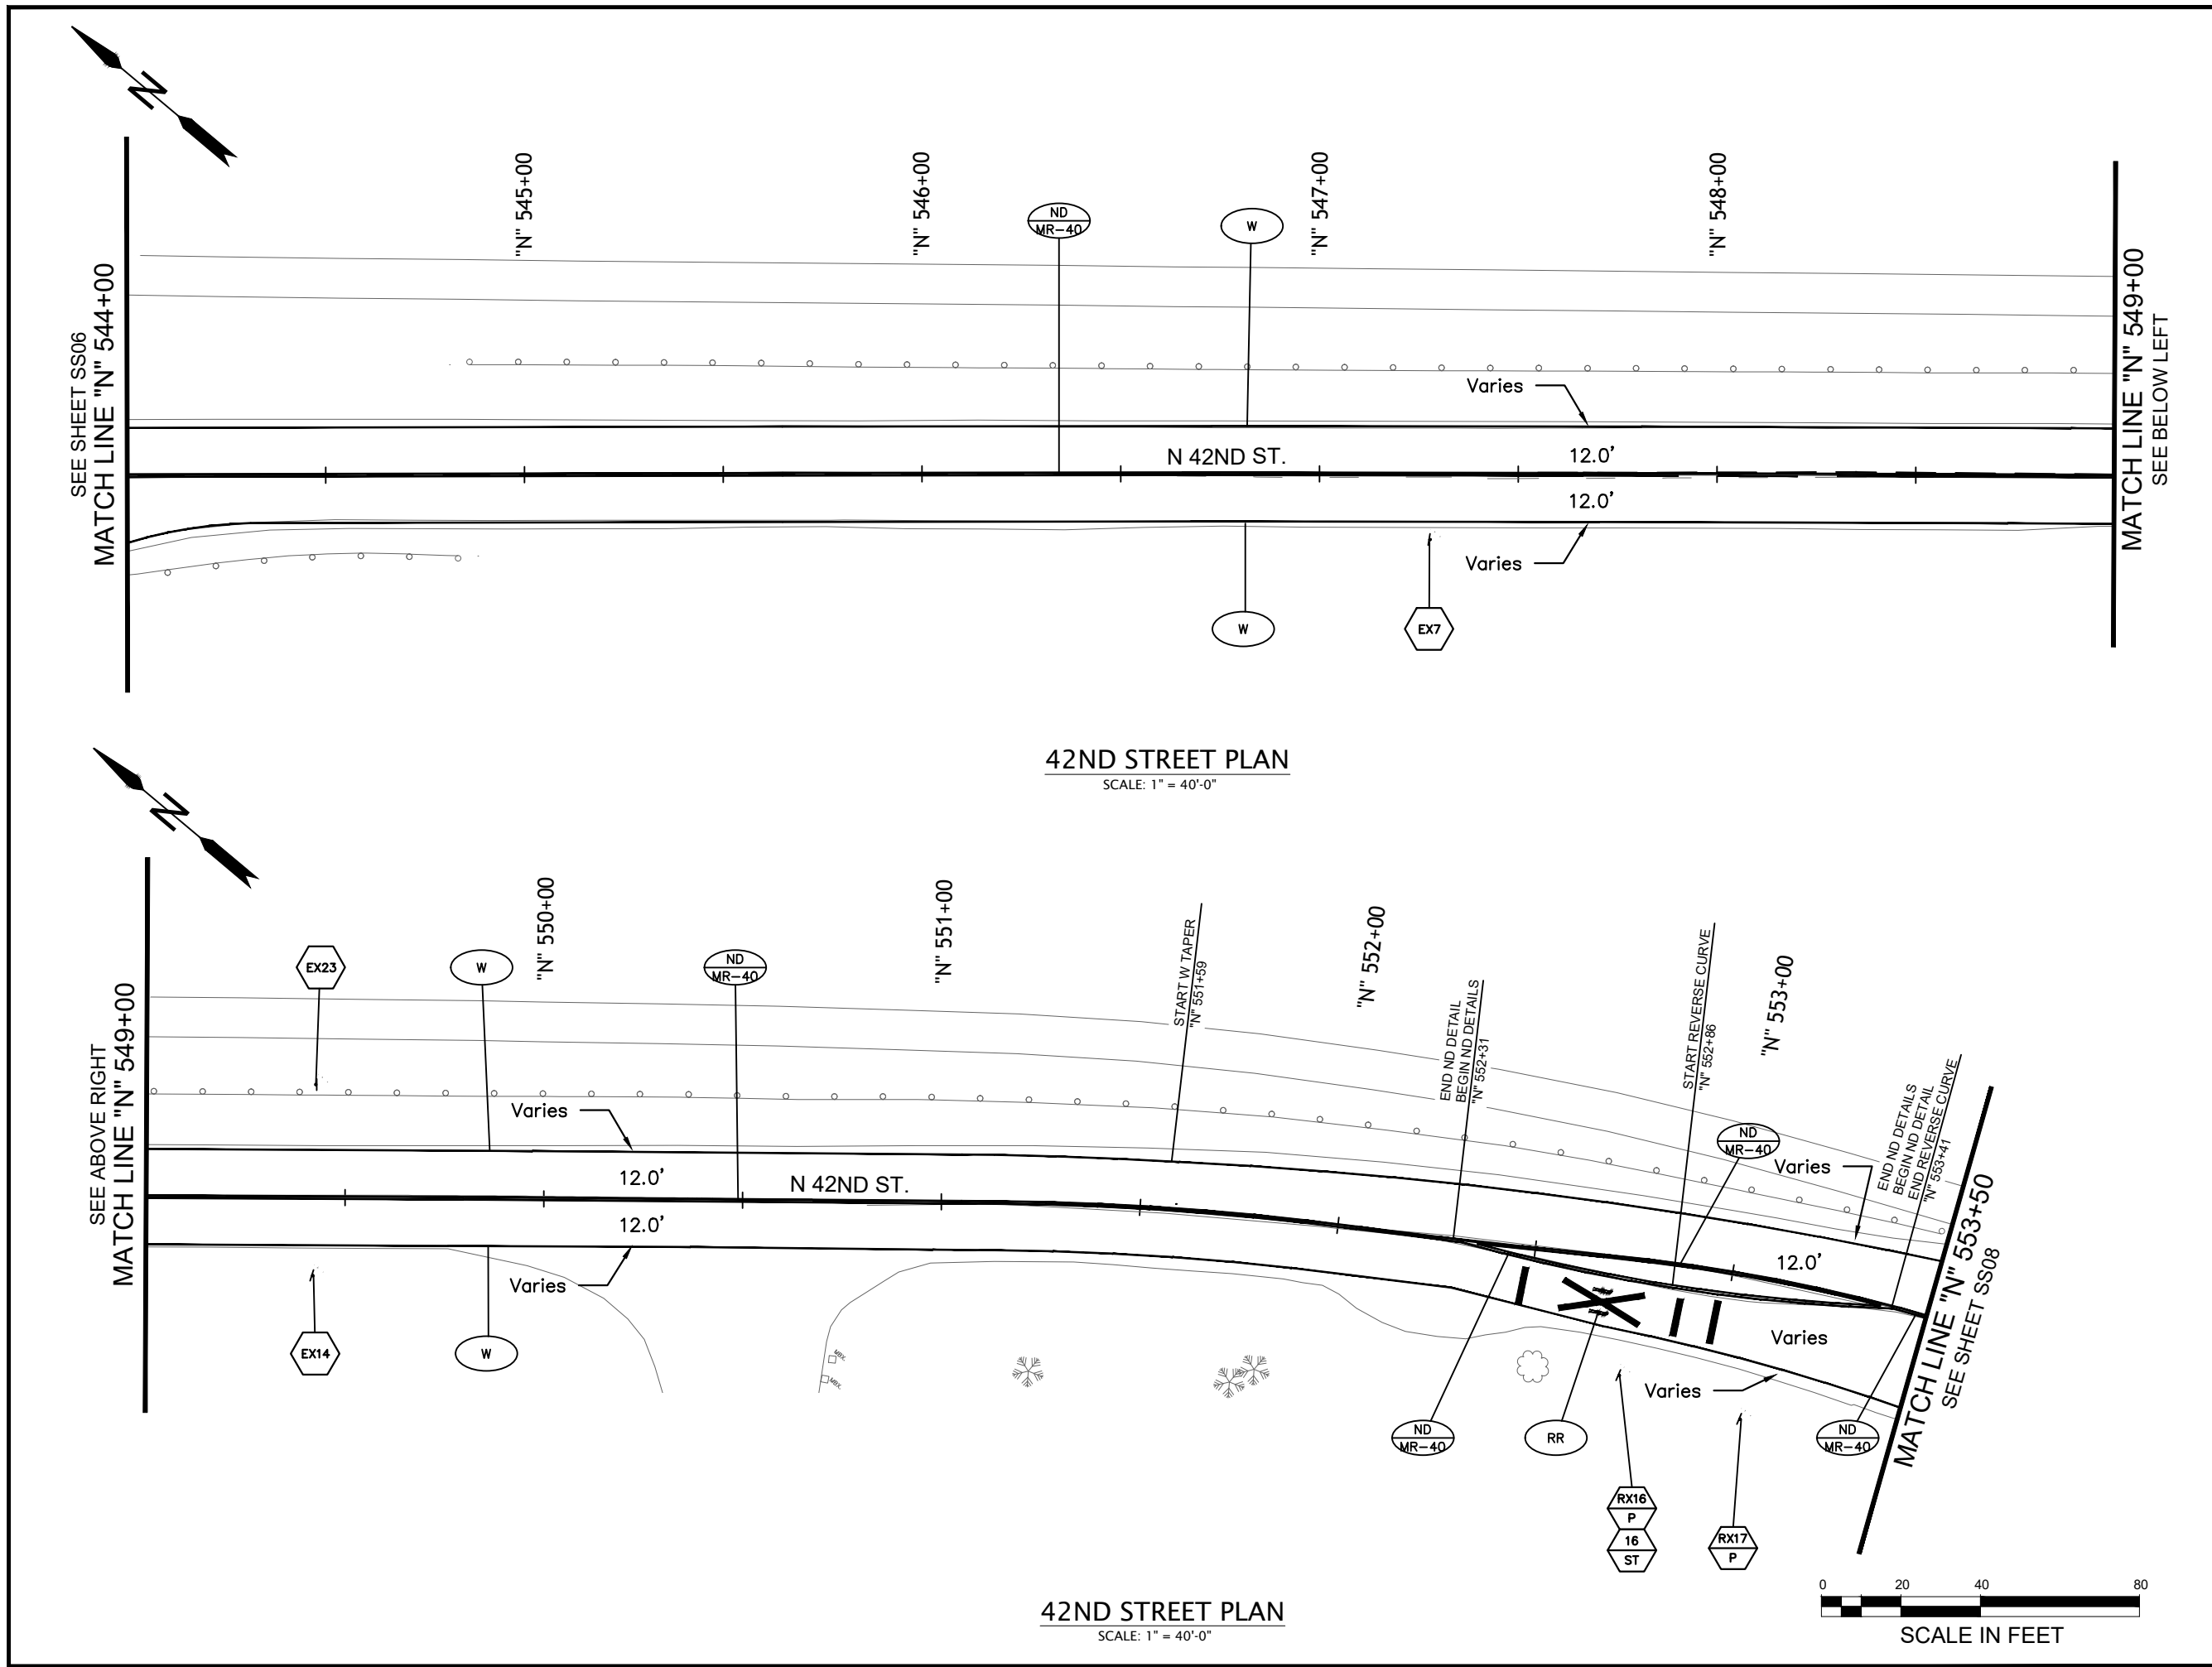 N
"N" 545+00
"N" 546+00
"N" 547+00
"N" 548+00
ND
MR-40
W
SEE SHEET SS06
MATCH LINE "N" 544+00
MATCH LINE "N" 549+00
SEE BELOW LEFT
Varies
N 42ND ST.
12.0'
12.0'
Varies
W
EX7
42ND STREET PLAN
SCALE: 1" = 40'-0"
N
"N" 550+00
"N" 551+00
"N" 552+00
"N" 553+00
EX23
W
ND
MR-40
START W TAPER
"N" 551+59
END ND DETAIL
BEGIN ND DETAILS
"N" 552+31
START REVERSE CURVE
"N" 552+86
END ND DETAILS
BEGIN ND DETAIL
END REVERSE CURVE
"N" 553+41
SEE ABOVE RIGHT
MATCH LINE "N" 549+00
Varies
ND
MR-40
Varies
12.0'
N 42ND ST.
12.0'
12.0'
Varies
Varies
Varies
MATCH LINE "N" 553+50
SEE SHEET SS08
EX14
W
MBX.
MBX.
ND
MR-40
RR
ND
MR-40
RX16
P
16
ST
RX17
P
42ND STREET PLAN
SCALE: 1" = 40'-0"
0 20 40 80
SCALE IN FEET